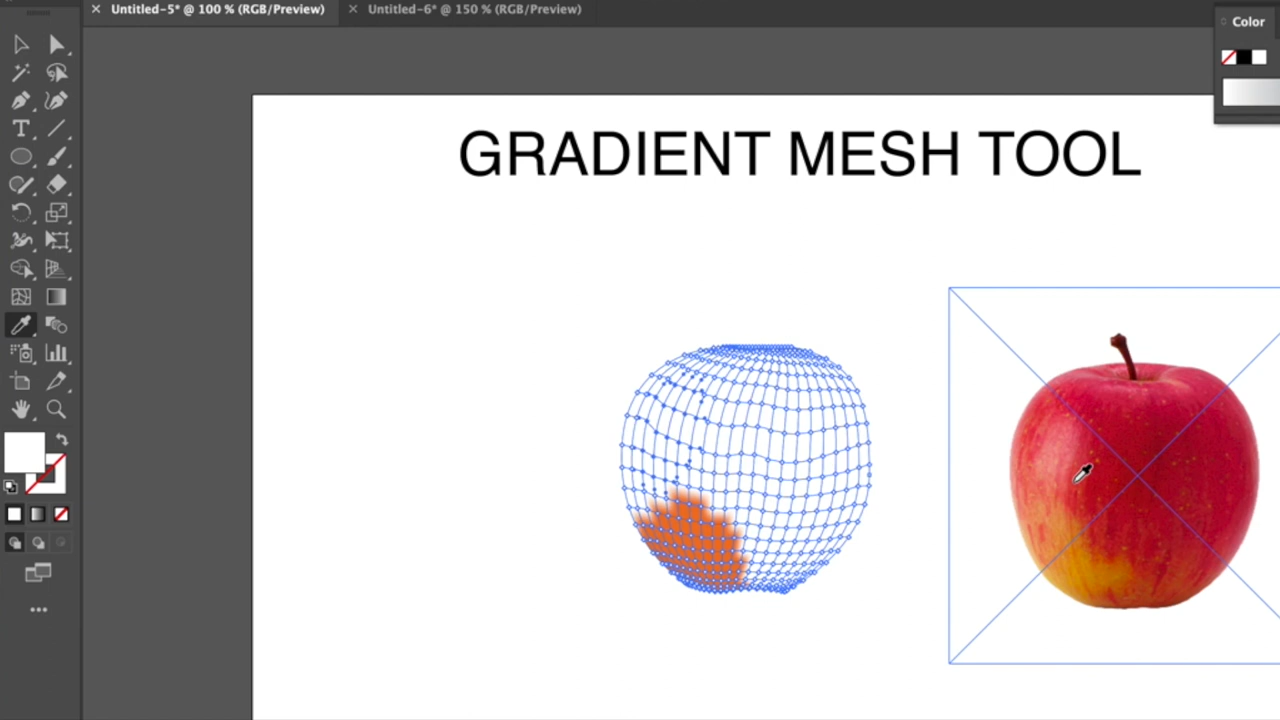 Untitled-5* @ 100 % (RGB/Preview)
Untitled-6* @ 150 % (RGB/Preview)
Color
GRADIENT MESH TOOL